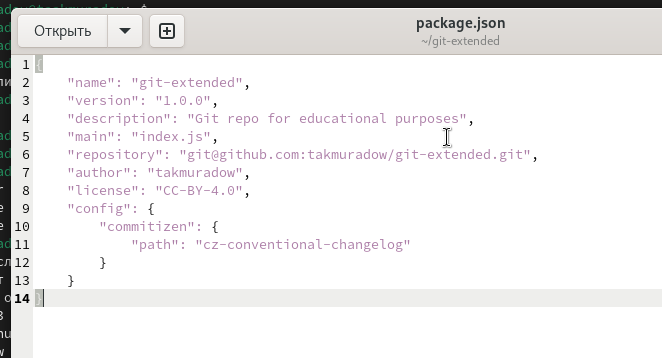 Открыть
package.json
~/git-extended
1 {
2 "name": "git-extended",
3 "version": "1.0.0",
4 "description": "Git repo for educational purposes",
5 "main": "index.js",
6 "repository": "git@github.com:takmuradow/git-extended.git",
7 "author": "takmuradow",
8 "license": "CC-BY-4.0",
9 "config": {
10 "commitizen": {
11 "path": "cz-conventional-changelog"
12 }
13 }
14 }